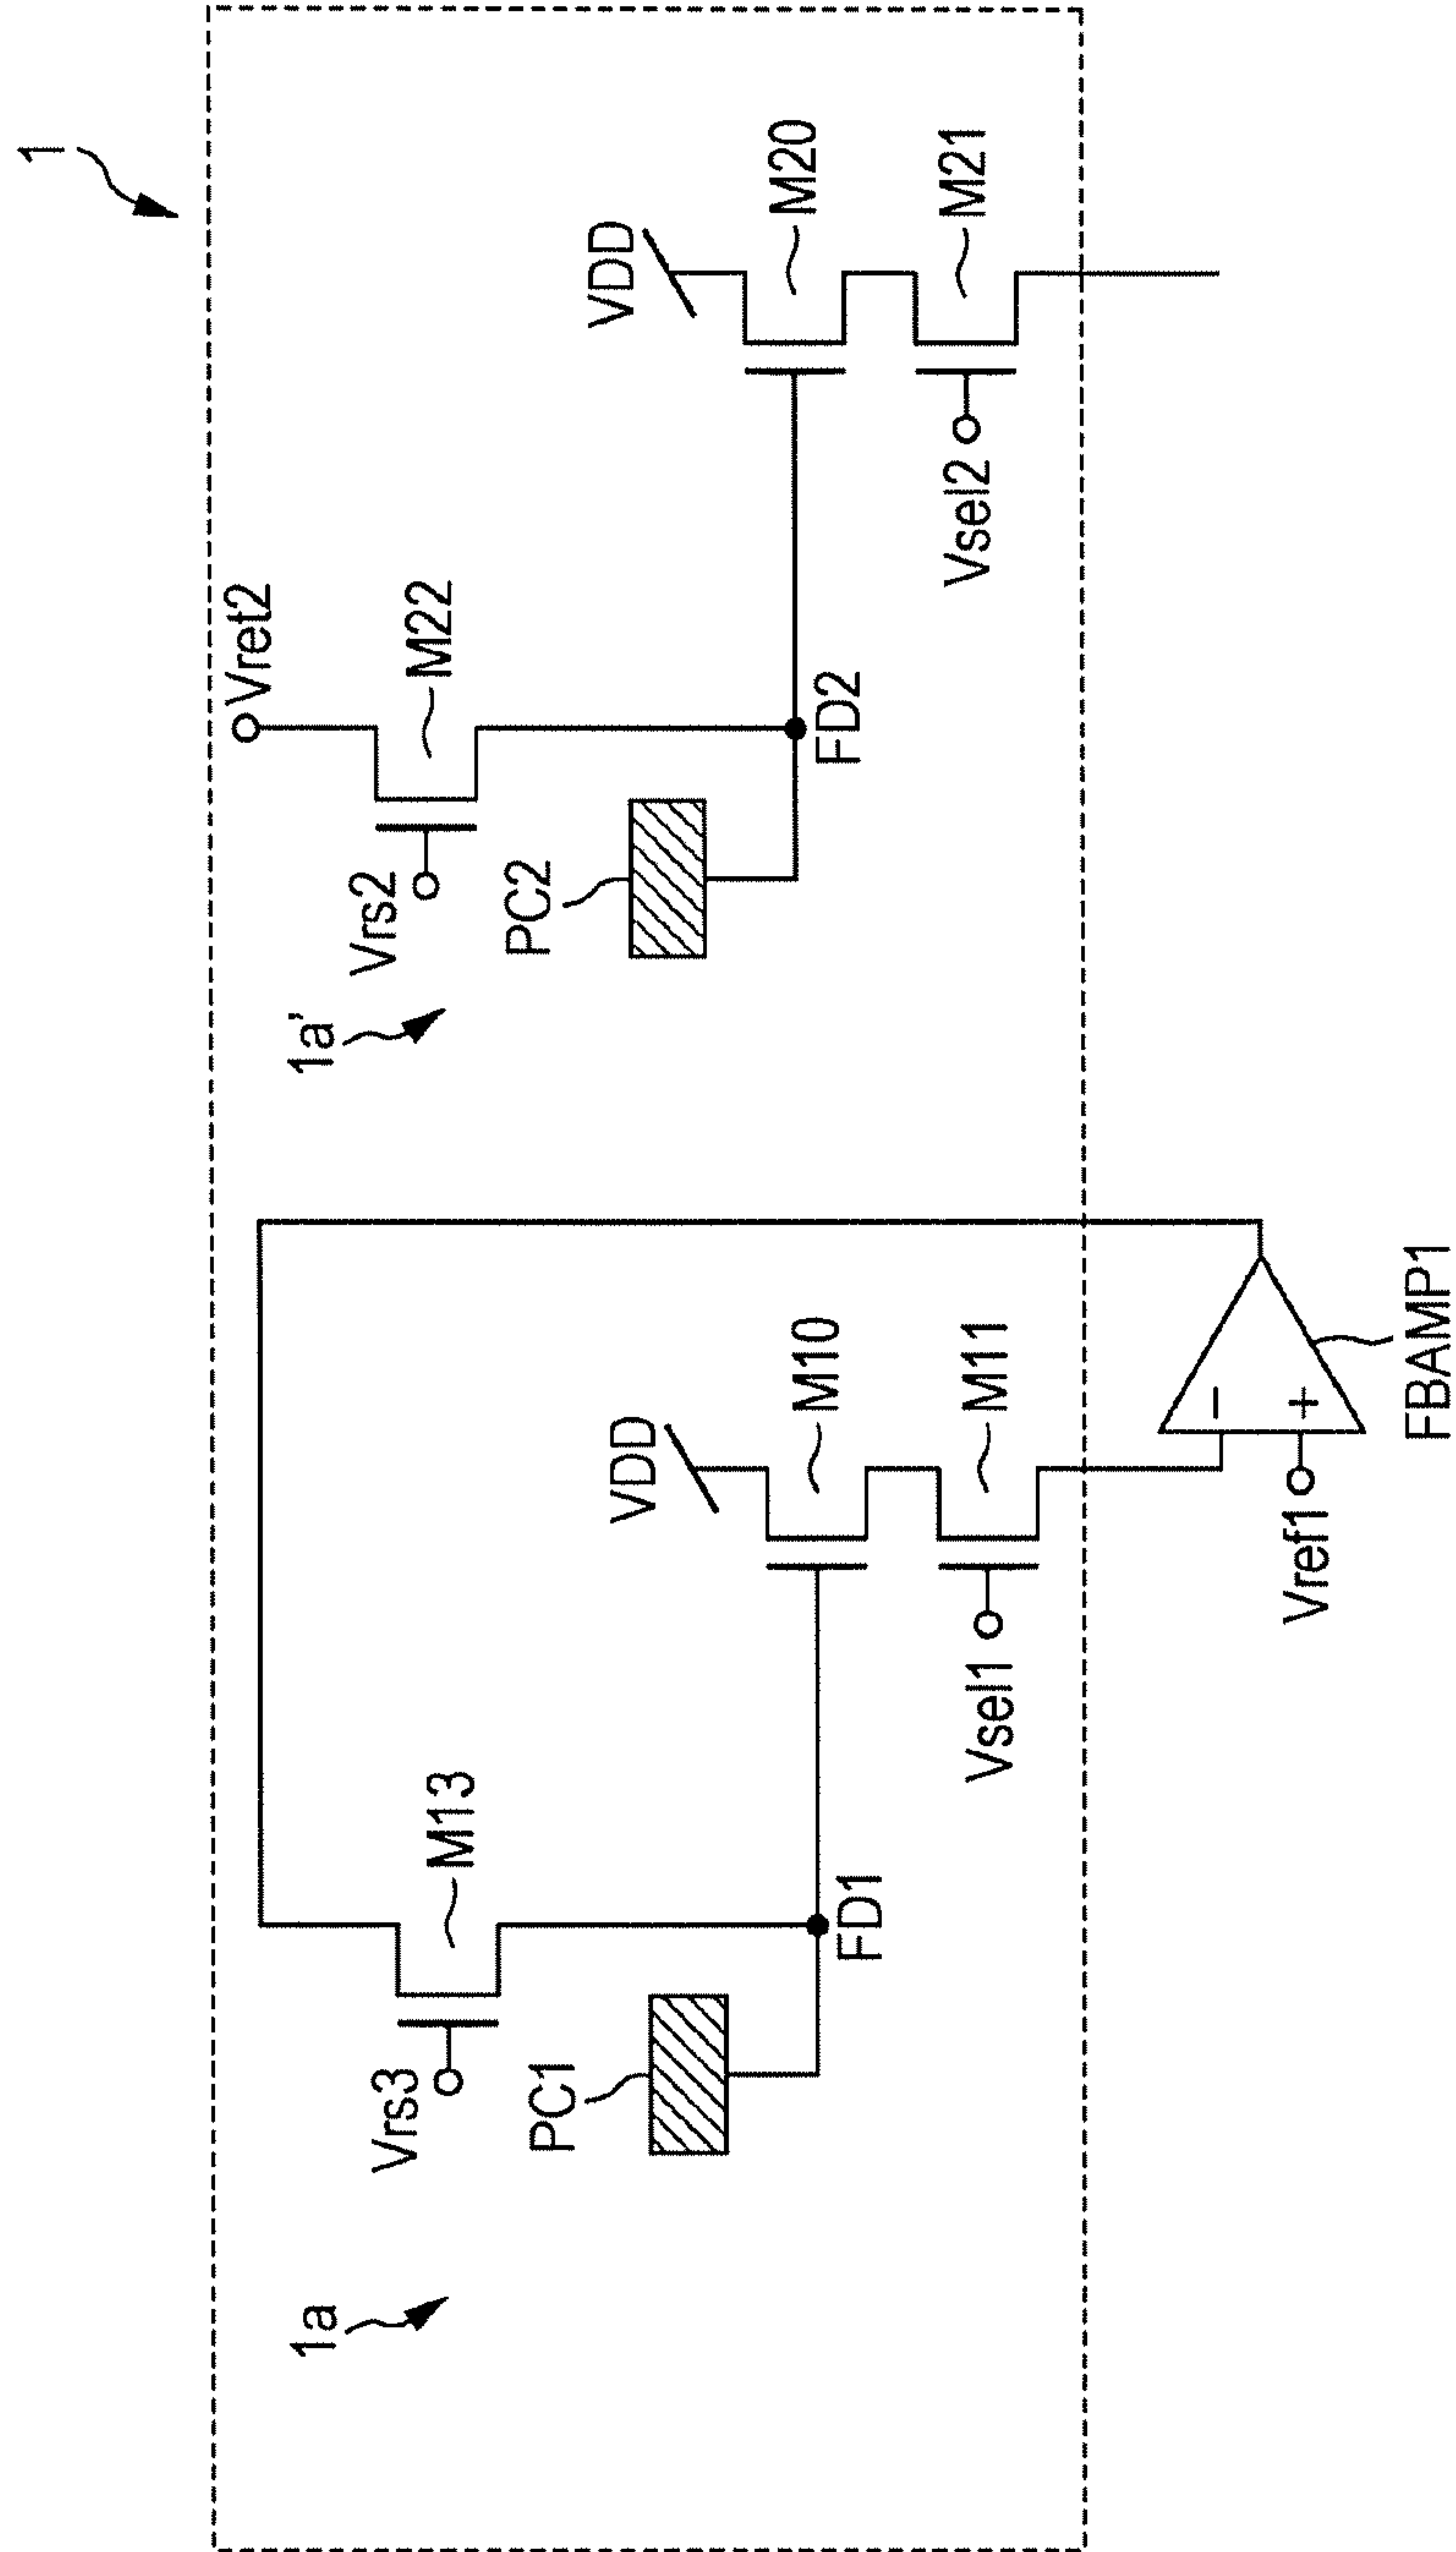 1
1a
Vrs3
M13
PC1
FD1
VDD
M10
Vsel1
M11
Vref1
−
+
FBAMP1
1a'
Vret2
Vrs2
M22
PC2
FD2
VDD
M20
Vsel2
M21